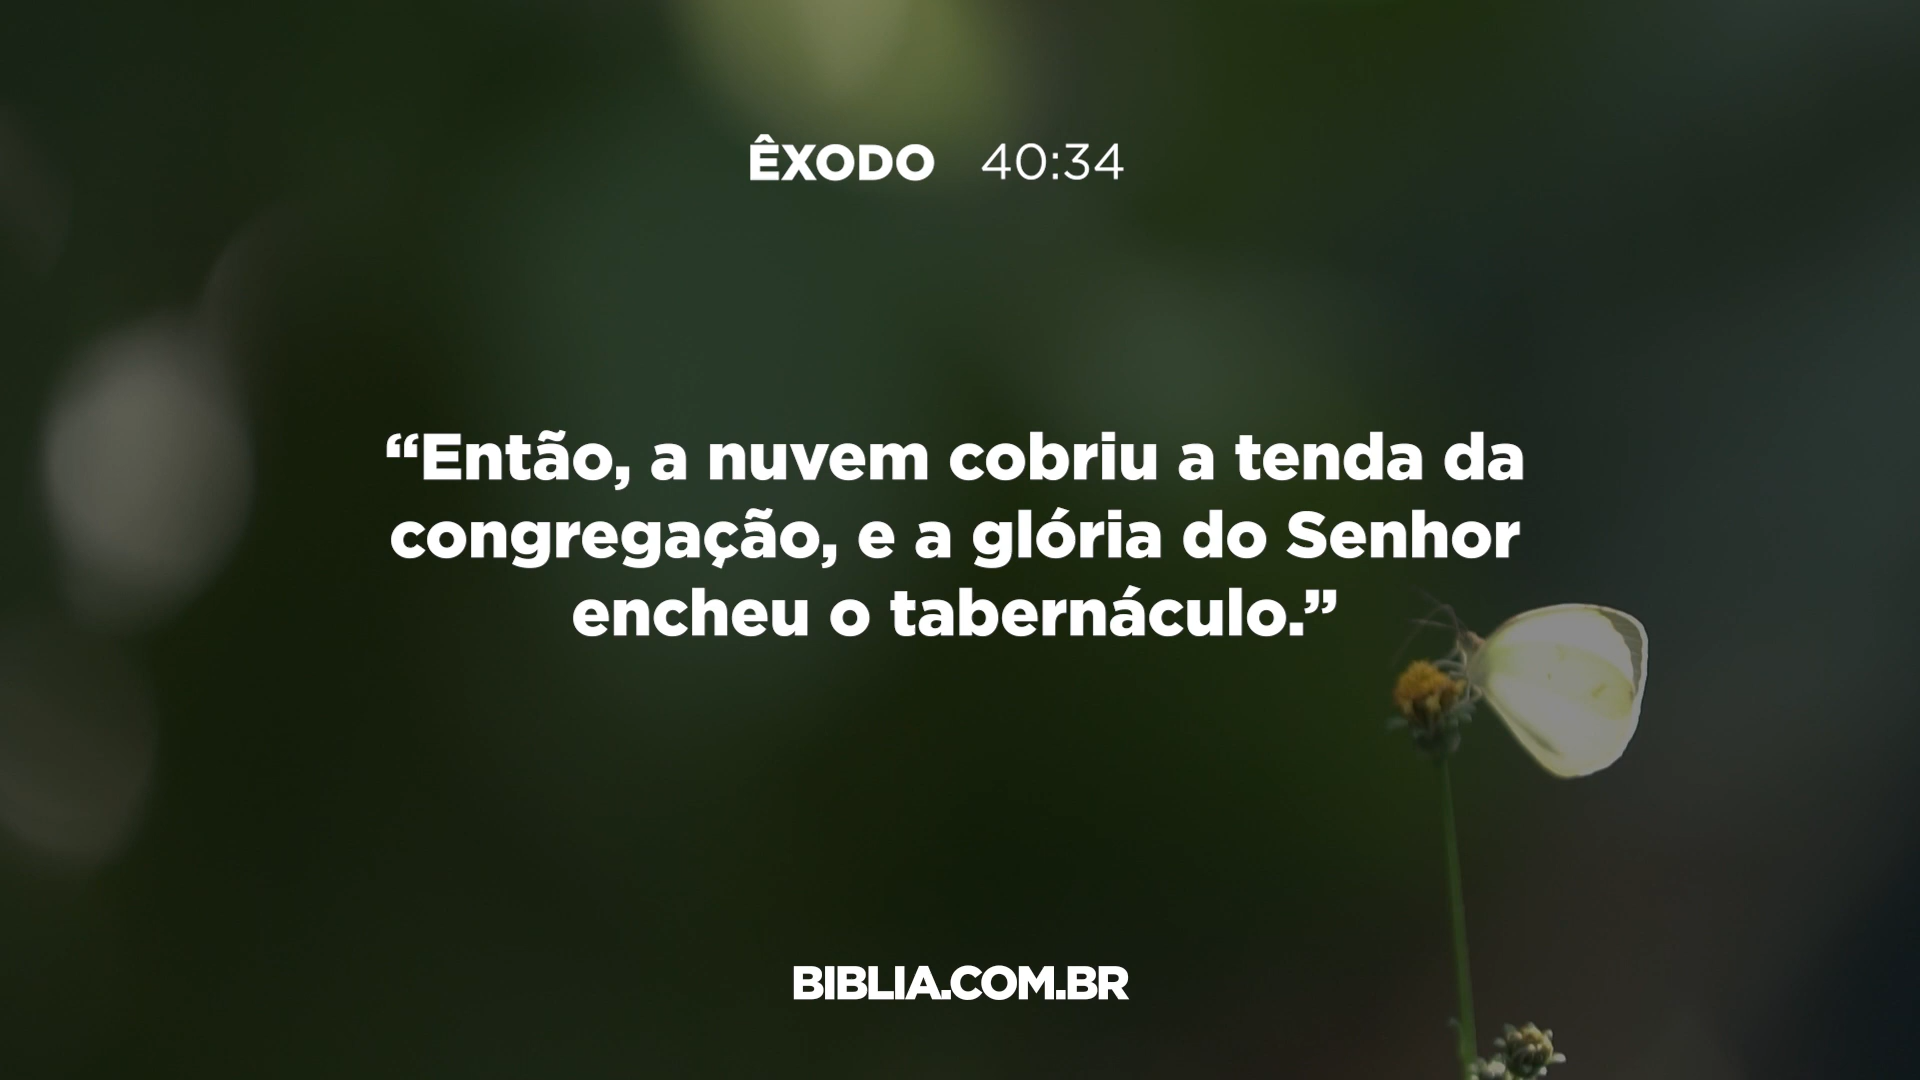 ÊXODO 40:34
“Então, a nuvem cobriu a tenda da
congregação, e a glória do Senhor
encheu o tabernáculo.”
BIBLIA.COM.BR